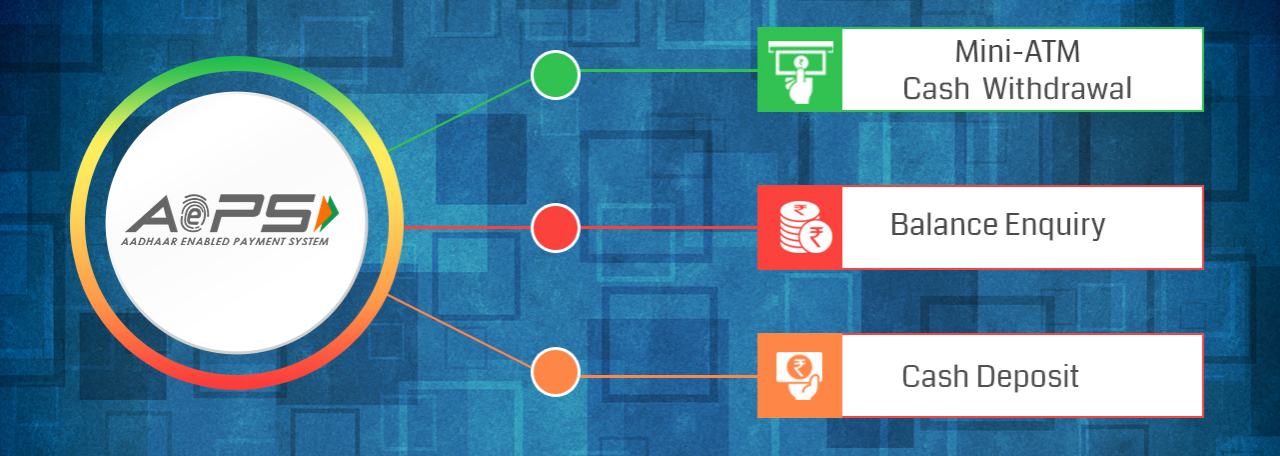 AePS
AADHAAR ENABLED PAYMENT SYSTEM
Mini-ATM
Cash Withdrawal
Balance Enquiry
Cash Deposit